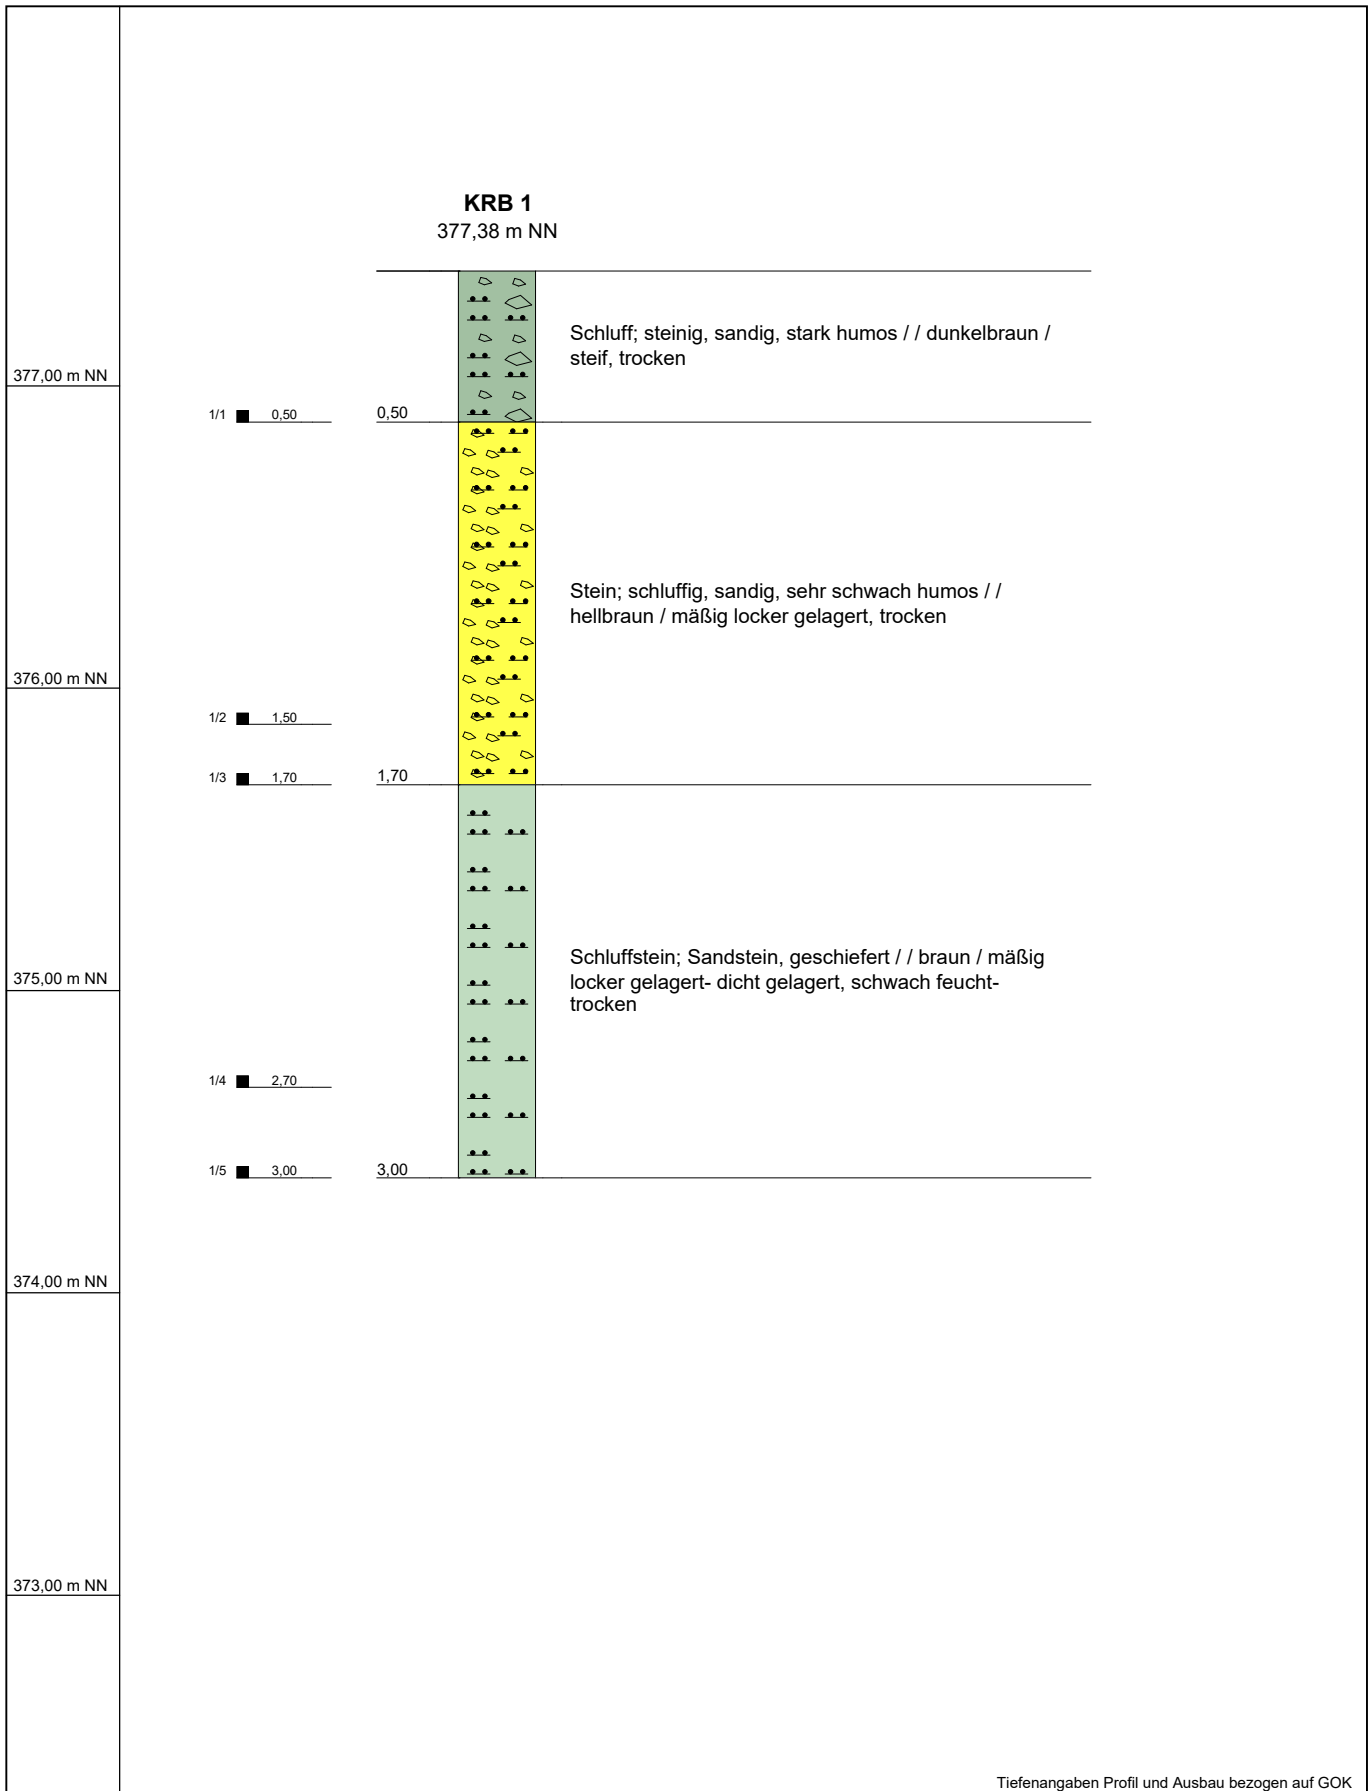 KRB 1
377,38 m NN
Schluff; steinig, sandig, stark humos / / dunkelbraun /
steif, trocken
377,00 m NN
1/1 0,50 0,50
Stein; schluffig, sandig, sehr schwach humos / /
hellbraun / mäßig locker gelagert, trocken
376,00 m NN
1/2 1,50
1/3 1,70 1,70
Schluffstein; Sandstein, geschiefert / / braun / mäßig
locker gelagert- dicht gelagert, schwach feucht-
trocken
375,00 m NN
1/4 2,70
1/5 3,00 3,00
374,00 m NN
373,00 m NN
Tiefenangaben Profil und Ausbau bezogen auf GOK